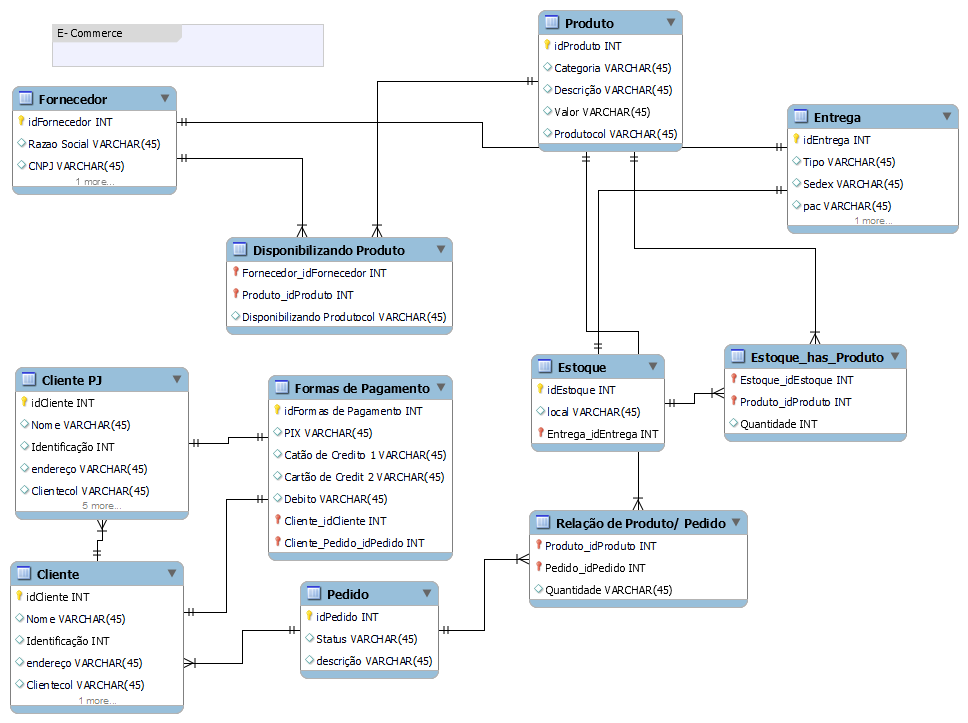 E- Commerce
Produto
idProduto INT
Categoria VARCHAR(45)
Descrição VARCHAR(45)
Valor VARCHAR(45)
Produtocol VARCHAR(45)
Fornecedor
idFornecedor INT
Razao Social VARCHAR(45)
CNPJ VARCHAR(45)
1 more...
Entrega
idEntrega INT
Tipo VARCHAR(45)
Sedex VARCHAR(45)
pac VARCHAR(45)
1 more...
Disponibilizando Produto
Fornecedor_idFornecedor INT
Produto_idProduto INT
Disponibilizando Produtocol VARCHAR(45)
Estoque
idEstoque INT
local VARCHAR(45)
Entrega_idEntrega INT
Estoque_has_Produto
Estoque_idEstoque INT
Produto_idProduto INT
Quantidade INT
Cliente PJ
idCliente INT
Nome VARCHAR(45)
Identificação INT
endereço VARCHAR(45)
Clientecol VARCHAR(45)
5 more...
Formas de Pagamento
idFormas de Pagamento INT
PIX VARCHAR(45)
Catão de Credito 1 VARCHAR(45)
Cartão de Credit 2 VARCHAR(45)
Debito VARCHAR(45)
Cliente_idCliente INT
Cliente_Pedido_idPedido INT
Relação de Produto/ Pedido
Produto_idProduto INT
Pedido_idPedido INT
Quantidade VARCHAR(45)
Cliente
idCliente INT
Nome VARCHAR(45)
Identificação INT
endereço VARCHAR(45)
Clientecol VARCHAR(45)
1 more...
Pedido
idPedido INT
Status VARCHAR(45)
descrição VARCHAR(45)